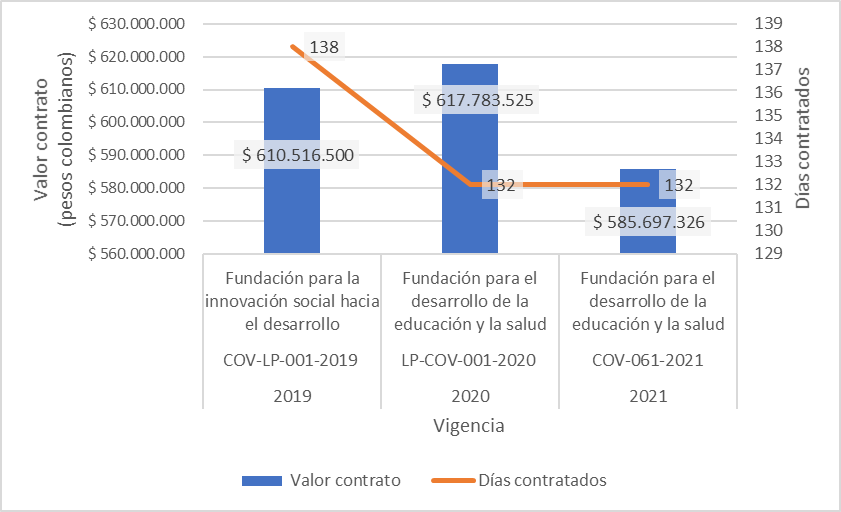 Valor contrato
(pesos colombianos)
$ 630.000.000
$ 620.000.000
$ 610.000.000
$ 600.000.000
$ 590.000.000
$ 580.000.000
$ 570.000.000
$ 560.000.000
138
$ 610.516.500
$ 617.783.525
132
132
$ 585.697.326
139
138
137
136
135
134
133
132
131
130
129
Días contratados
Fundación para la
innovación social hacia
el desarrollo
COV-LP-001-2019
2019
Fundación para el
desarrollo de la
educación y la salud
LP-COV-001-2020
2020
Fundación para el
desarrollo de la
educación y la salud
COV-061-2021
2021
Vigencia
Valor contrato
Días contratados